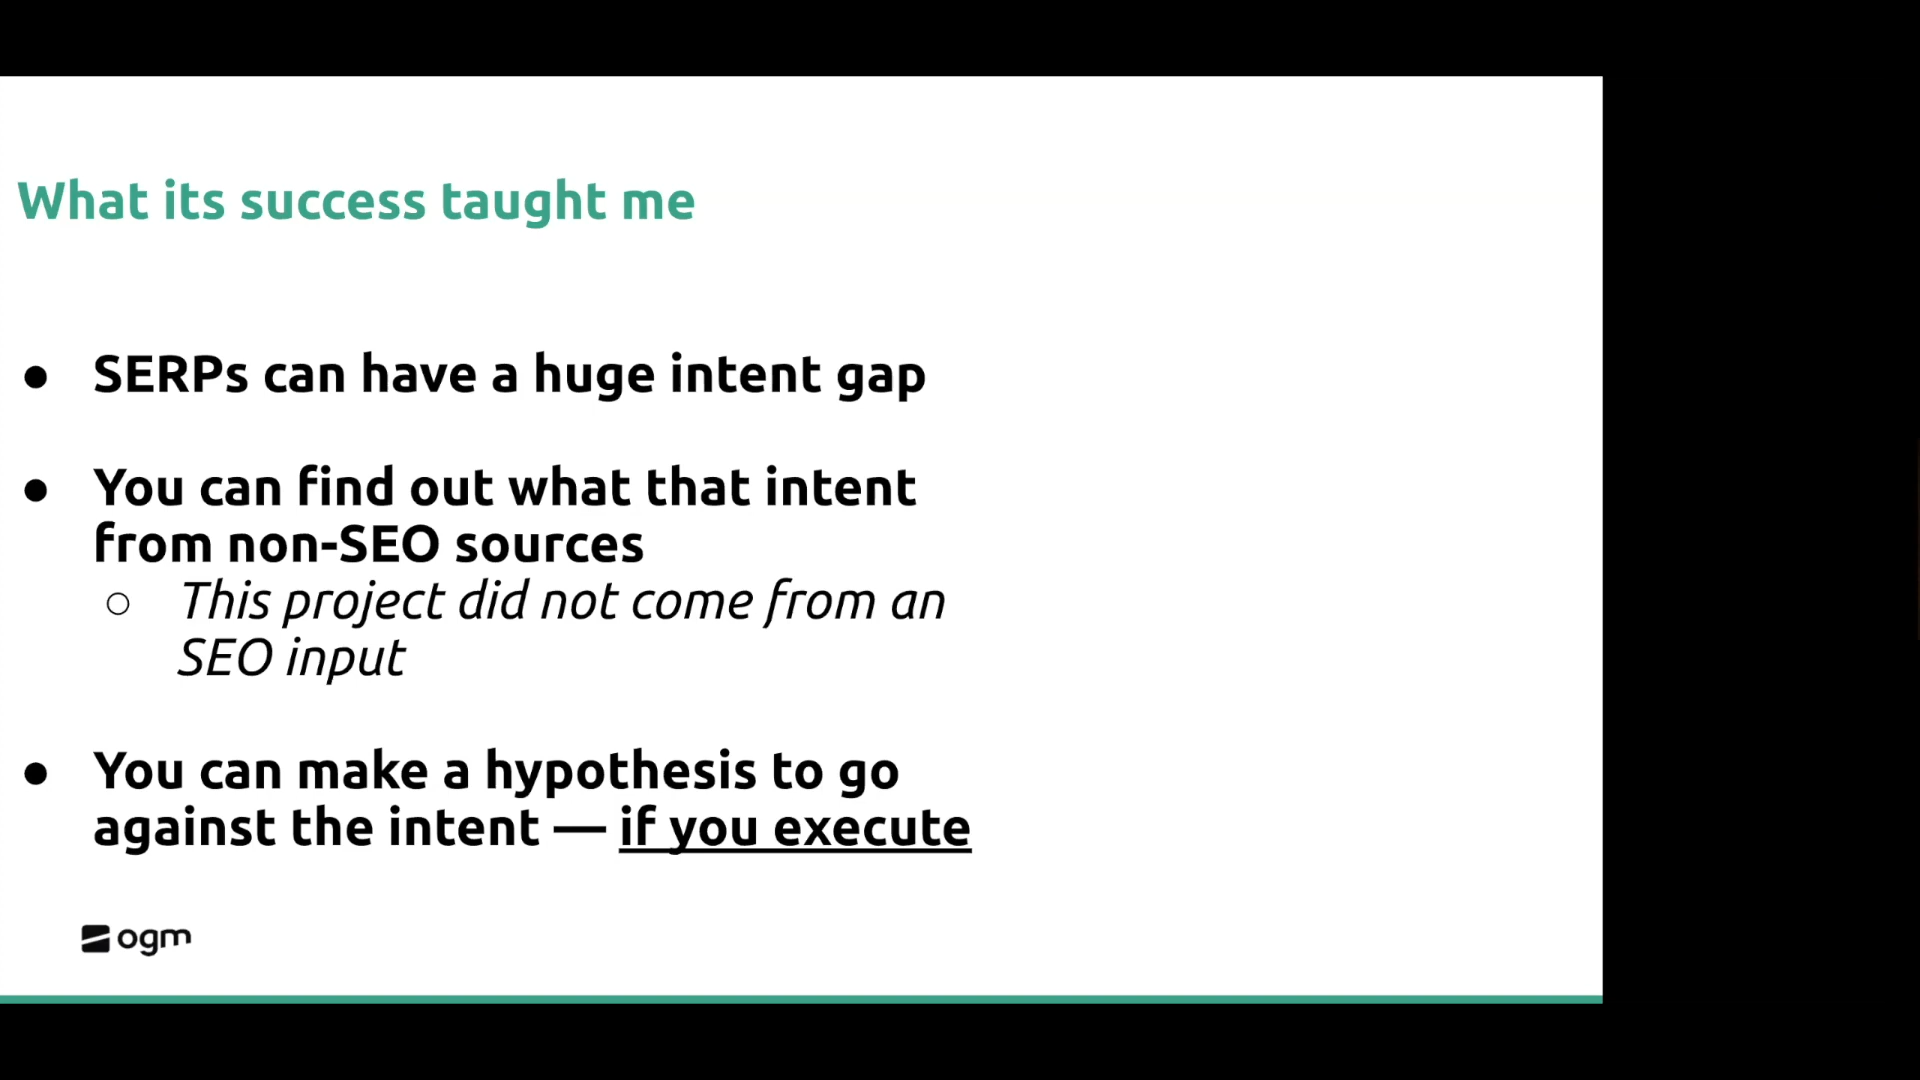 What its success taught me
● SERPs can have a huge intent gap
● You can find out what that intent
from non-SEO sources
○ This project did not come from an
SEO input
● You can make a hypothesis to go
against the intent — if you execute
ogm